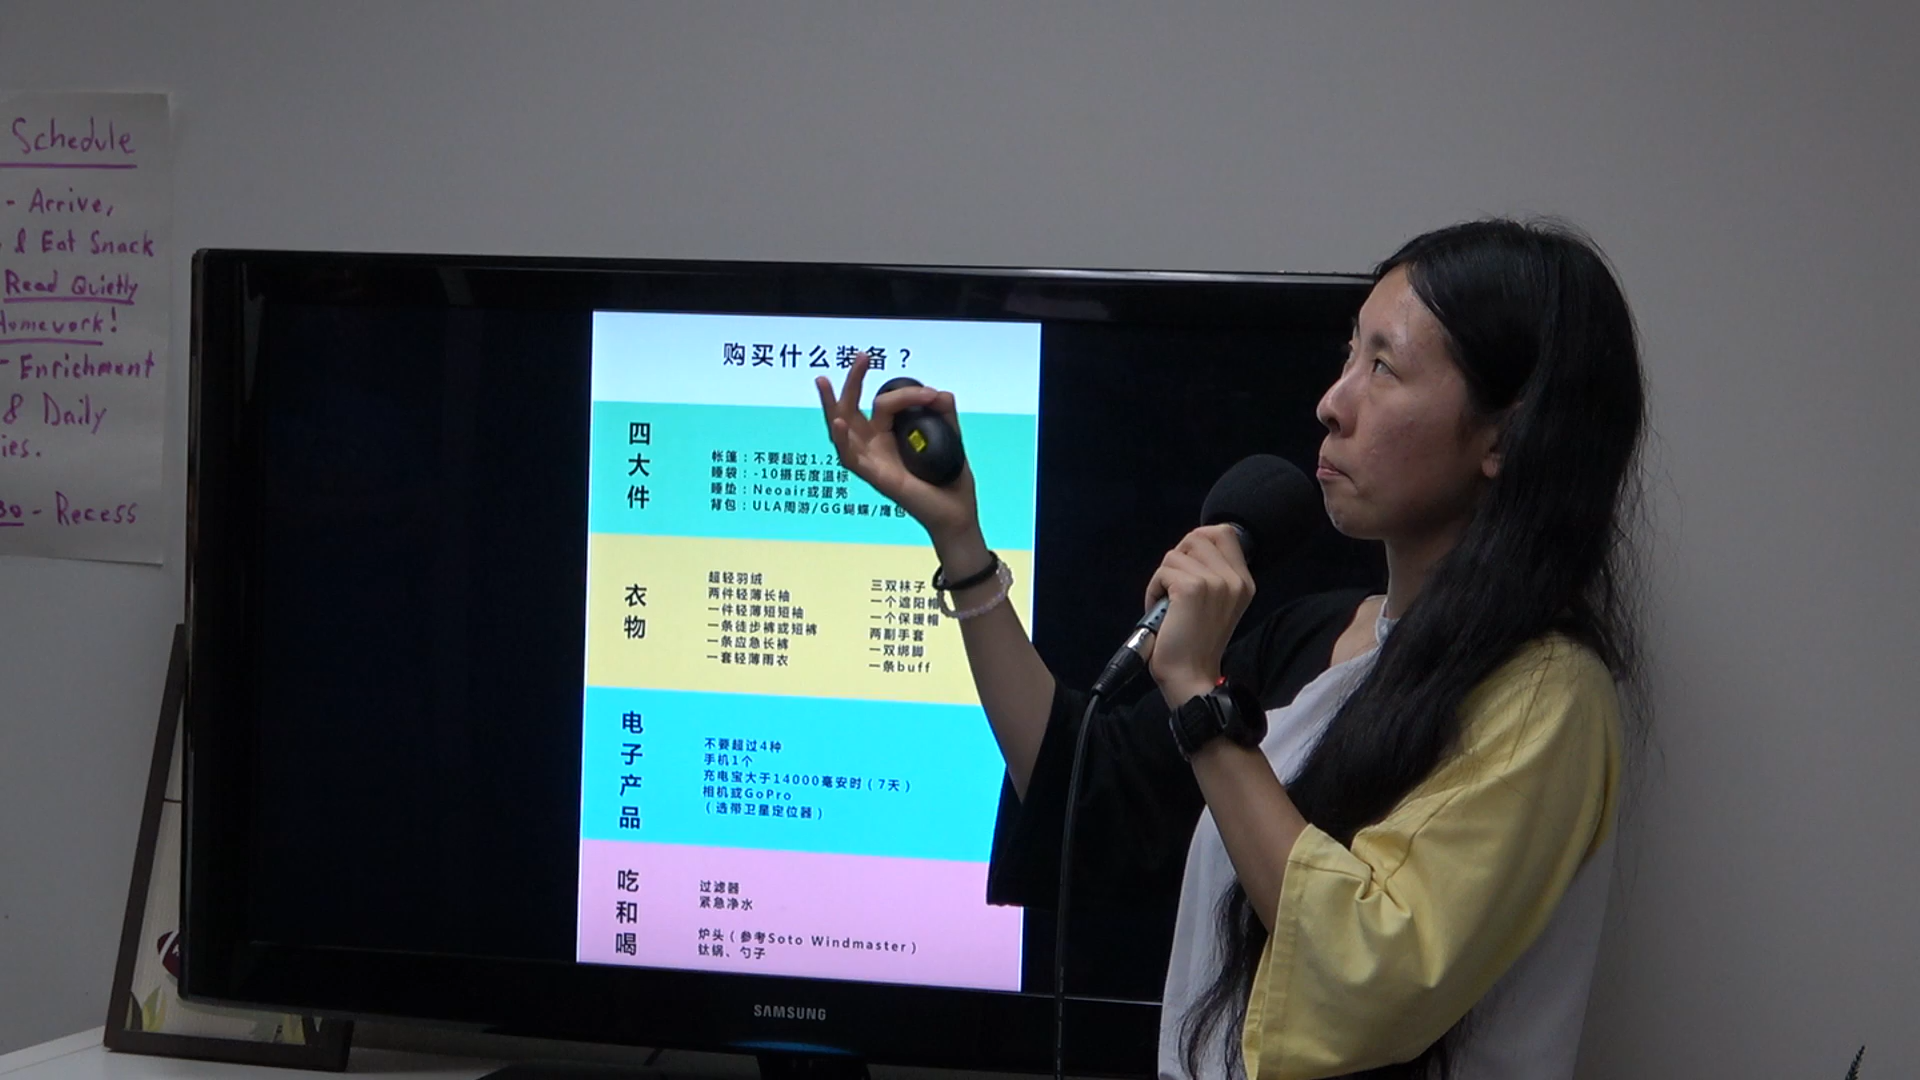 Schedule
- Arrive,
& Eat Snack
Read Quietly
Homework!
- Enrichment
& Daily
ies.
30 - Recess
购买什么装备？
四大件
帐篷：不要超过1.2
睡袋：-10摄氏度温标
睡垫：Neoair或蛋壳
背包：ULA周游/GG蝴蝶/鹰包
衣物
超轻羽绒
两件轻薄长袖
一件轻薄短短袖
一条徒步裤或短裤
一条应急长裤
一套轻薄雨衣
三双袜子
一个遮阳帽
一个保暖帽
两副手套
一双绑脚
一条buff
电子产品
不要超过4种
手机1个
充电宝大于14000毫安时（7天）
相机或GoPro
（选带卫星定位器）
吃和喝
过滤器
紧急净水
炉头（参考Soto Windmaster）
钛锅、勺子
SAMSUNG